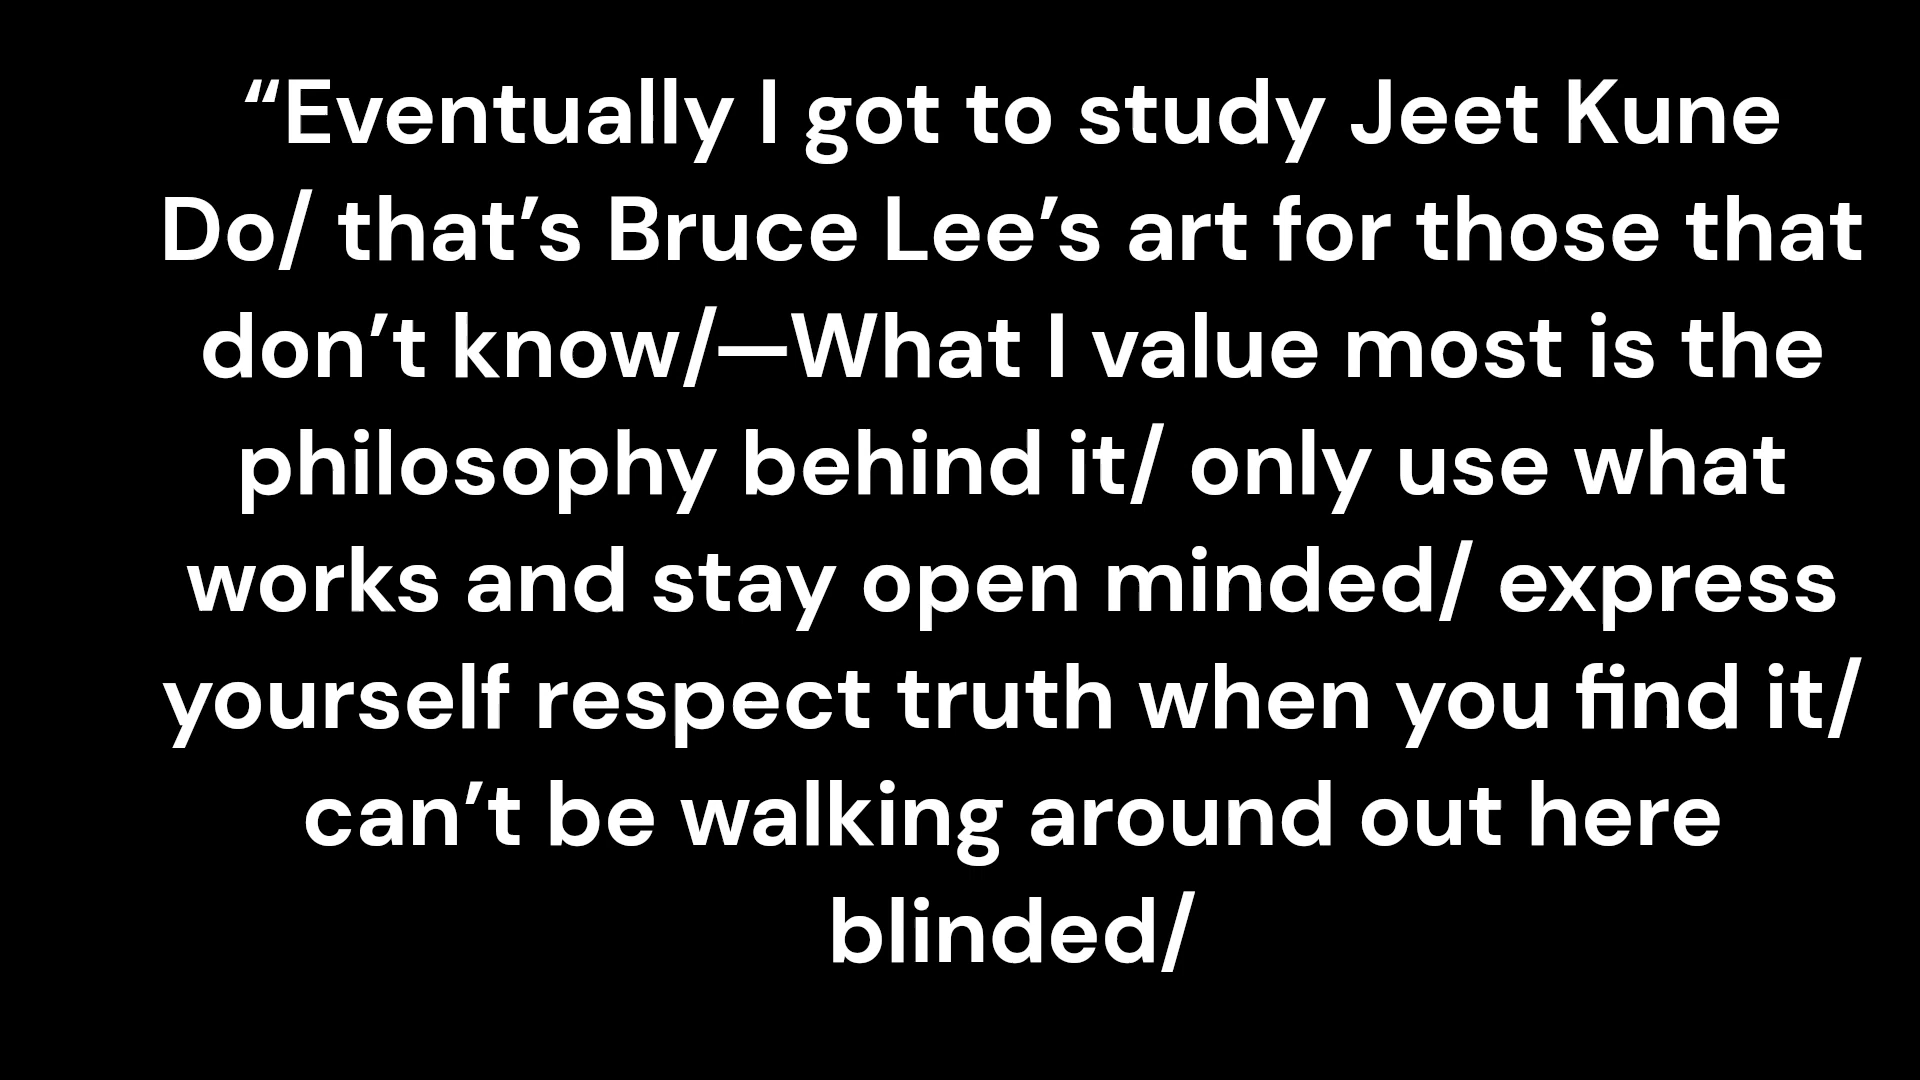 “Eventually I got to study Jeet Kune
Do/ that’s Bruce Lee’s art for those that
don’t know/—What I value most is the
philosophy behind it/ only use what
works and stay open minded/ express
yourself respect truth when you find it/
can’t be walking around out here
blinded/